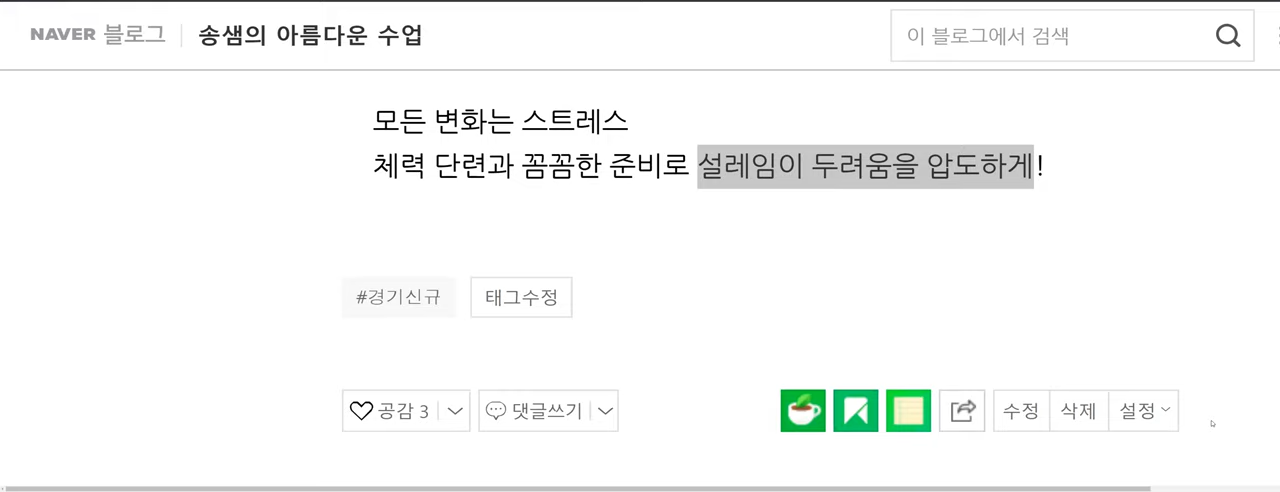 NAVER 블로그 송샘의 아름다운 수업 이 블로그에서 검색
모든 변화는 스트레스
체력 단련과 꼼꼼한 준비로 설레임이 두려움을 압도하게!
#경기신규 태그수정
공감 3 댓글쓰기 수정 삭제 설정